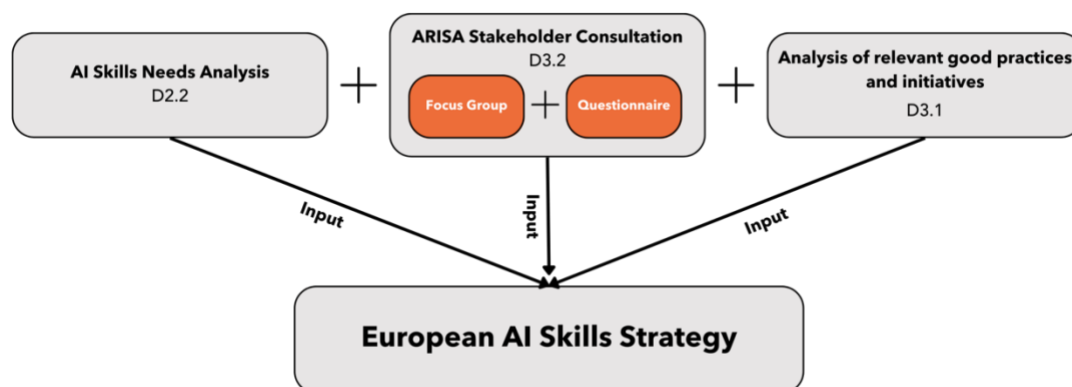 AI Skills Needs Analysis
D2.2
+
ARISA Stakeholder Consultation
D3.2
Focus Group
+
Questionnaire
+
Analysis of relevant good practices
and initiatives
D3.1
Input
Input
Input
European AI Skills Strategy